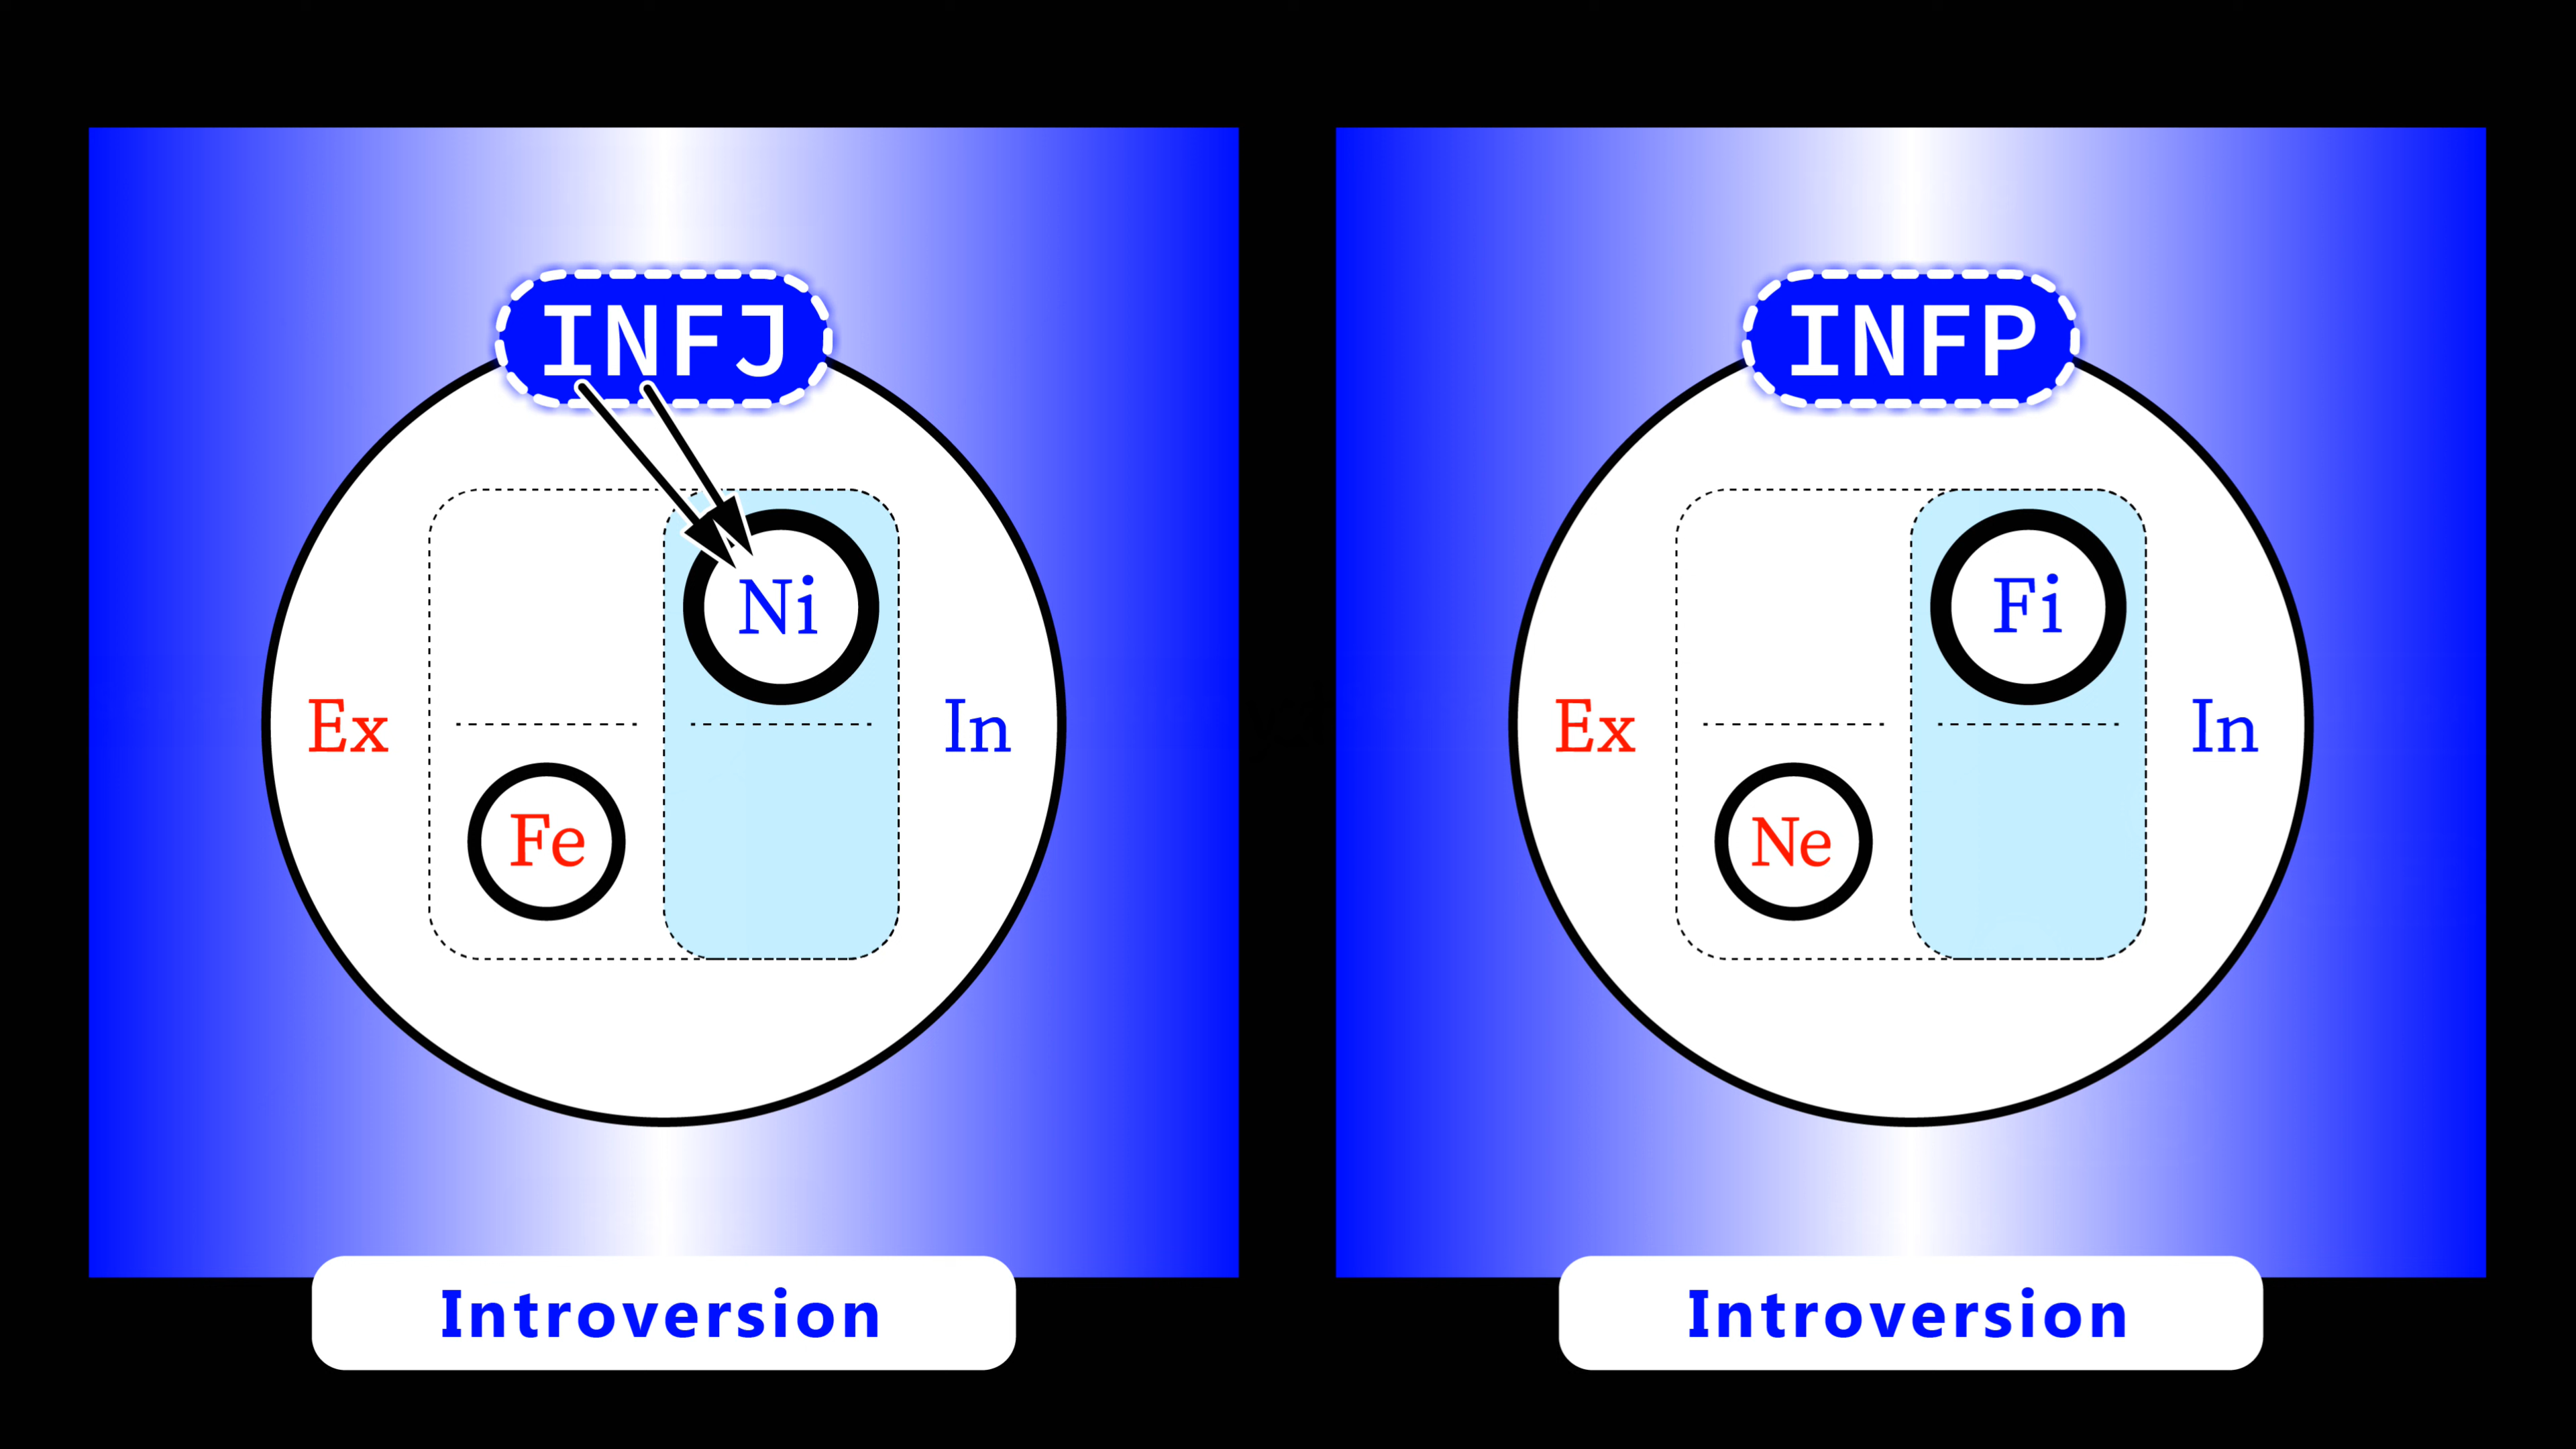 INFJ
Ni
Ex
In
Fe
Introversion
INFP
Fi
Ex
In
Ne
Introversion